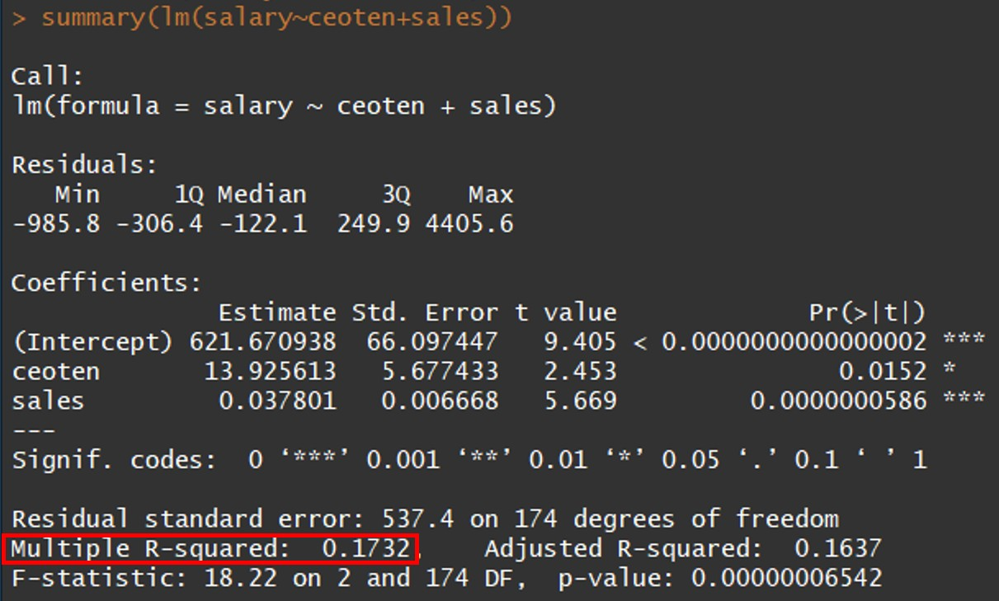 > summary(lm(salary~ceoten+sales))
Call:
lm(formula = salary ~ ceoten + sales)
Residuals:
Min 1Q Median 3Q Max
-985.8 -306.4 -122.1 249.9 4405.6
Coefficients:
Estimate Std. Error t value Pr(>|t|)
(Intercept) 621.670938 66.097447 9.405 < 0.0000000000000002 ***
ceoten 13.925613 5.677433 2.453 0.0152 *
sales 0.037801 0.006668 5.669 0.0000000586 ***
---
Signif. codes: 0 ‘***’ 0.001 ‘**’ 0.01 ‘*’ 0.05 ‘.’ 0.1 ‘ ’ 1
Residual standard error: 537.4 on 174 degrees of freedom
Multiple R-squared: 0.1732, Adjusted R-squared: 0.1637
F-statistic: 18.22 on 2 and 174 DF, p-value: 0.00000006542